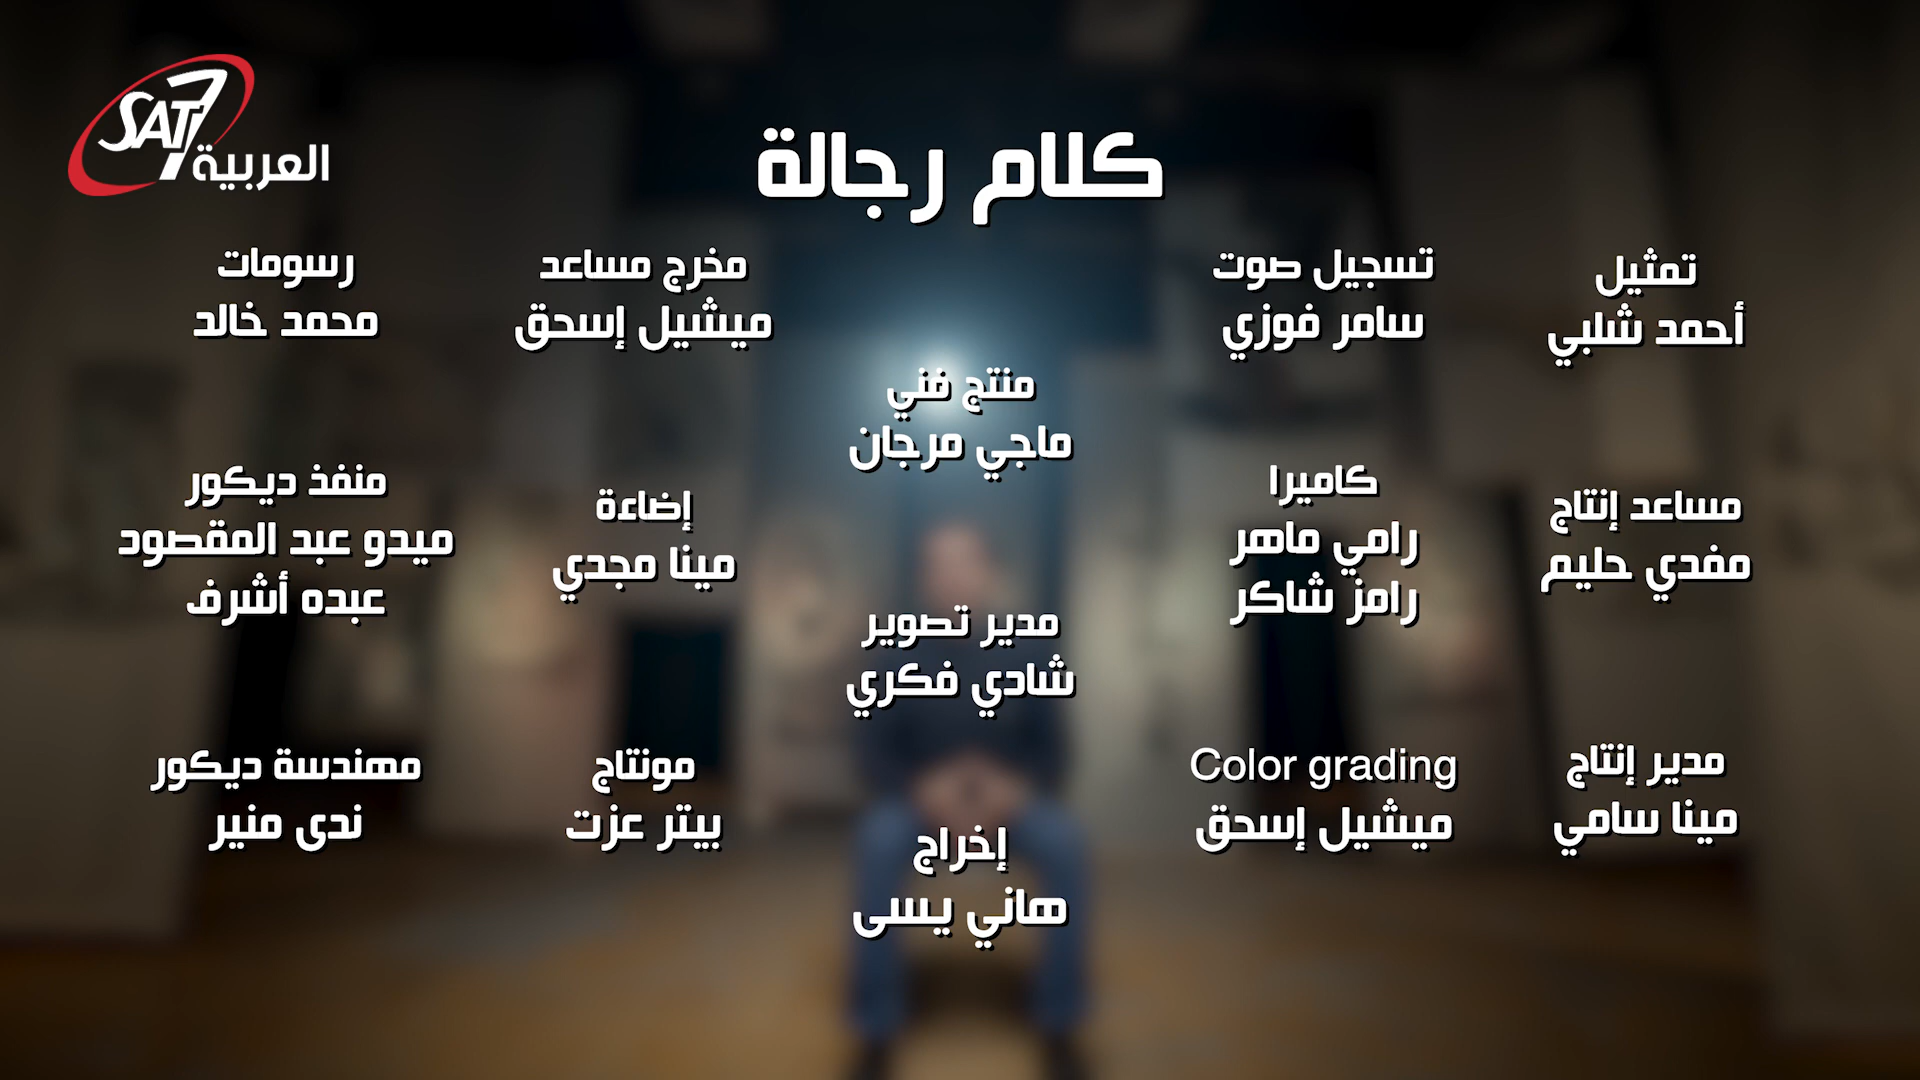 SAT 7
العربية
كلام رجالة
تمثيل
أحمد شلبي
تسجيل صوت
سامر فوزي
مخرج مساعد
ميشيل إسحق
رسومات
محمد خالد
منتج فني
ماجي مرجان
مساعد إنتاج
مفدي حليم
كاميرا
رامي ماهر
رامز شاكر
إضاءة
مينا مجدي
منفذ ديكور
ميدو عبد المقصود
عبده أشرف
مدير تصوير
شادي فكري
مدير إنتاج
مينا سامي
Color grading
ميشيل إسحق
مونتاج
بيتر عزت
مهندسة ديكور
ندى منير
إخراج
هاني يسى